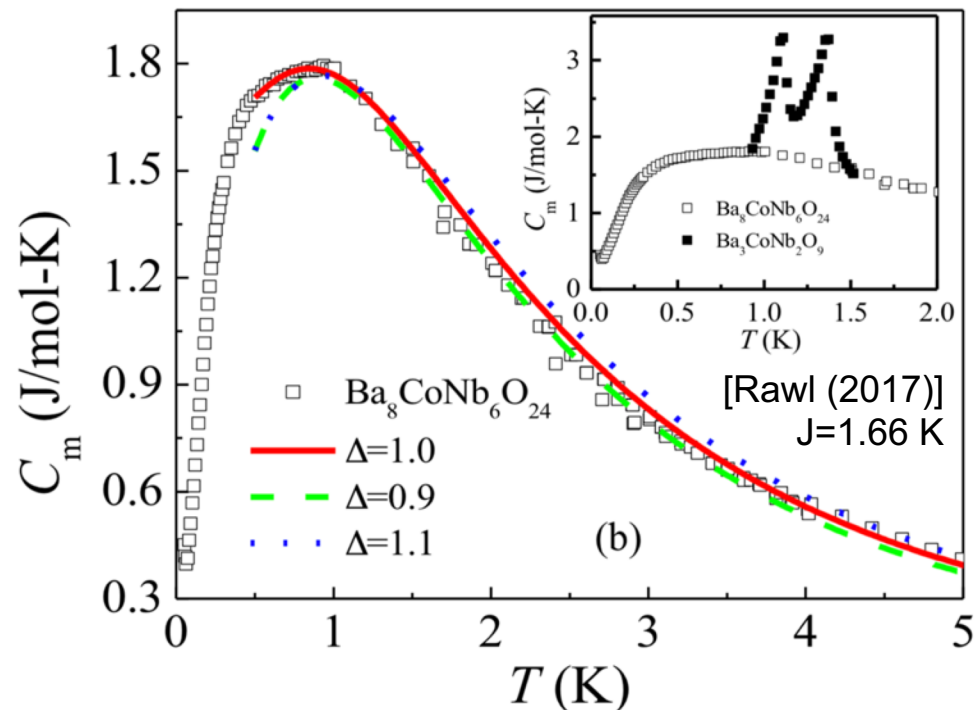 1.8
1.5
1.2
0.9
0.6
0.3
C_m (J/mol-K)
0
1
2
3
4
5
T (K)
Ba₈CoNb₆O₂₄
Δ=1.0
Δ=0.9
Δ=1.1
(b)
[Rawl (2017)]
J=1.66 K
3
2
1
0
C_m (J/mol-K)
Ba₈CoNb₆O₂₄
Ba₃CoNb₂O₉
0.0
0.5
1.0
1.5
2.0
T (K)